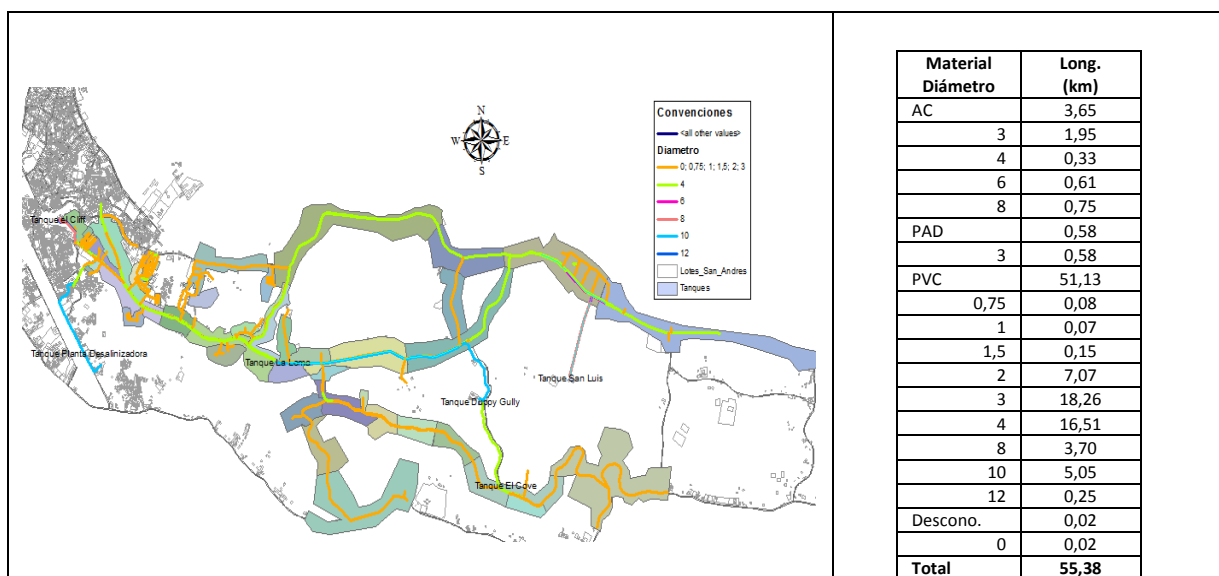 N
W E
S
Convenciones
<all other values>
Diametro
0; 0,75; 1; 1,5; 2; 3
4
6
8
10
12
Lotes_San_Andres
Tanques
Tanque el Cliff
Tanque Planta Desalinizadora
Tanque La Loma
Tanque San Luis
Tanque Duppy Gully
Tanque El Cove
Material Diámetro Long. (km)
AC 3,65
3 1,95
4 0,33
6 0,61
8 0,75
PAD 0,58
3 0,58
PVC 51,13
0,75 0,08
1 0,07
1,5 0,15
2 7,07
3 18,26
4 16,51
8 3,70
10 5,05
12 0,25
Descono. 0,02
0 0,02
Total 55,38